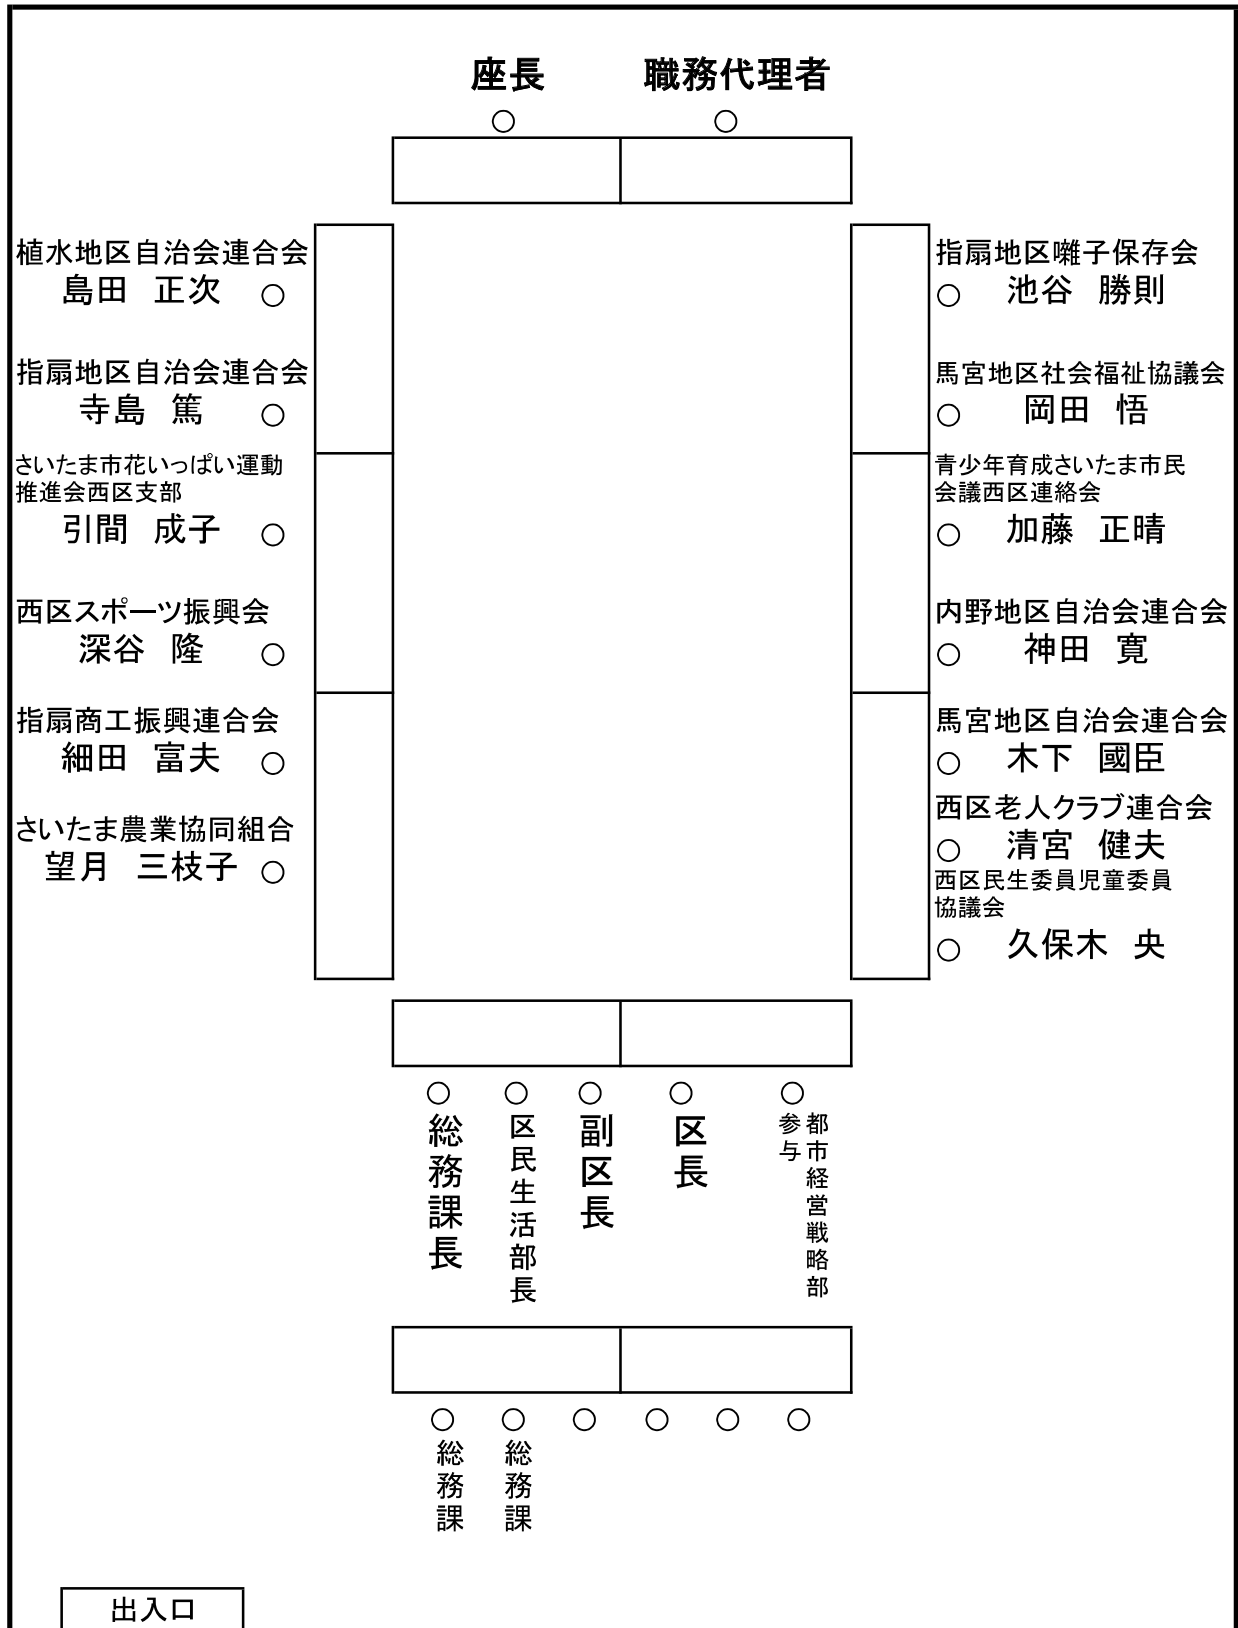 座長　職務代理者
植水地区自治会連合会
島田　正次
指扇地区自治会連合会
寺島　篤
さいたま市花いっぱい運動
推進会西区支部
引間　成子
西区スポーツ振興会
深谷　隆
指扇商工振興連合会
細田　富夫
さいたま農業協同組合
望月　三枝子
指扇地区囃子保存会
池谷　勝則
馬宮地区社会福祉協議会
岡田　悟
青少年育成さいたま市民
会議西区連絡会
加藤　正晴
内野地区自治会連合会
神田　寛
馬宮地区自治会連合会
木下　國臣
西区老人クラブ連合会
清宮　健夫
西区民生委員児童委員
協議会
久保木　央
総務課長
区民生活部長
副区長
区長
都市経営戦略部
参与
総務課
総務課
出入口